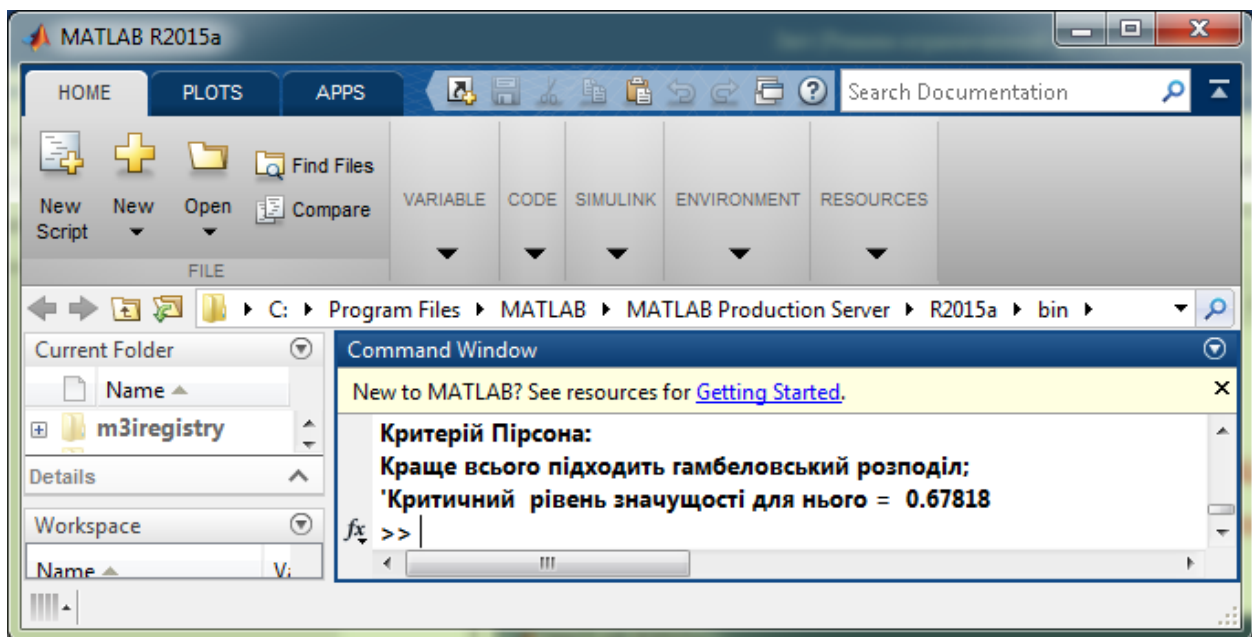 MATLAB R2015a
HOME PLOTS APPS Search Documentation
New Script
New
Open
Find Files
Compare
FILE
VARIABLE CODE SIMULINK ENVIRONMENT RESOURCES
C: Program Files MATLAB MATLAB Production Server R2015a bin
Current Folder
Name
m3iregistry
Details
Workspace
Name
Command Window
New to MATLAB? See resources for Getting Started.
Критерій Пірсона:
Краще всього підходить гамбеловський розподіл;
'Критичний рівень значущості для нього = 0.67818
fx >>